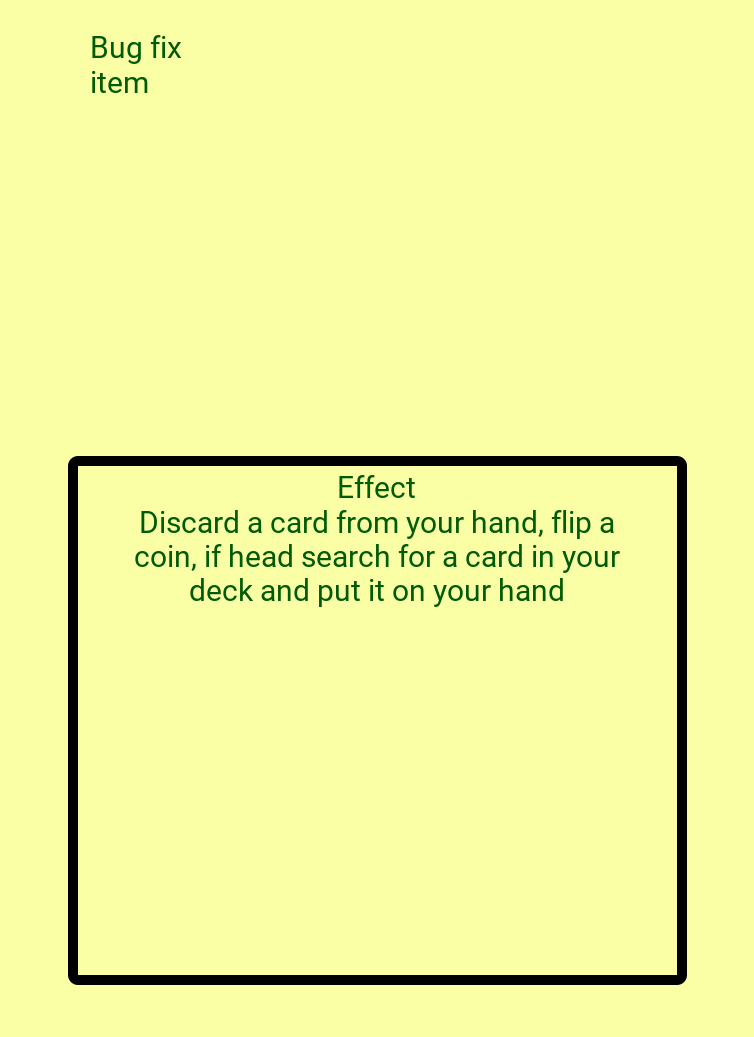 Bug fix
item
Effect
Discard a card from your hand, flip a
coin, if head search for a card in your
deck and put it on your hand